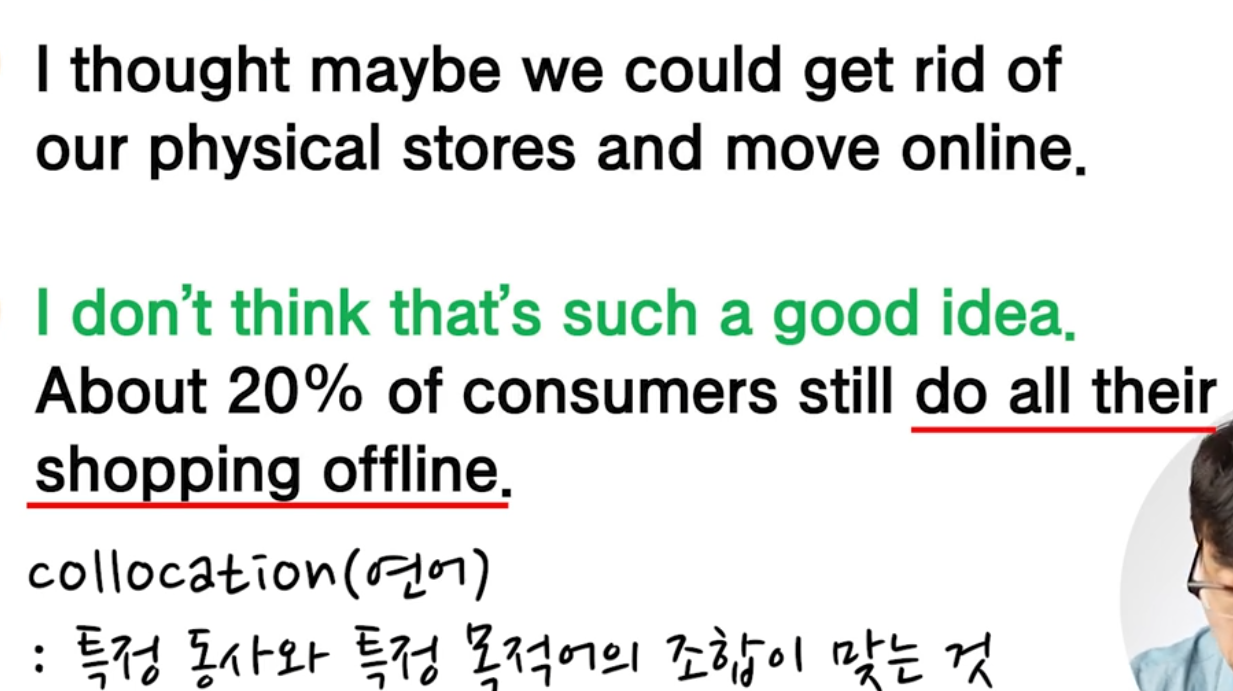 I thought maybe we could get rid of
our physical stores and move online.
I don’t think that’s such a good idea.
About 20% of consumers still do all their
shopping offline.
collocation(연어)
: 특정 동사와 특정 목적어의 조합이 맞는 것